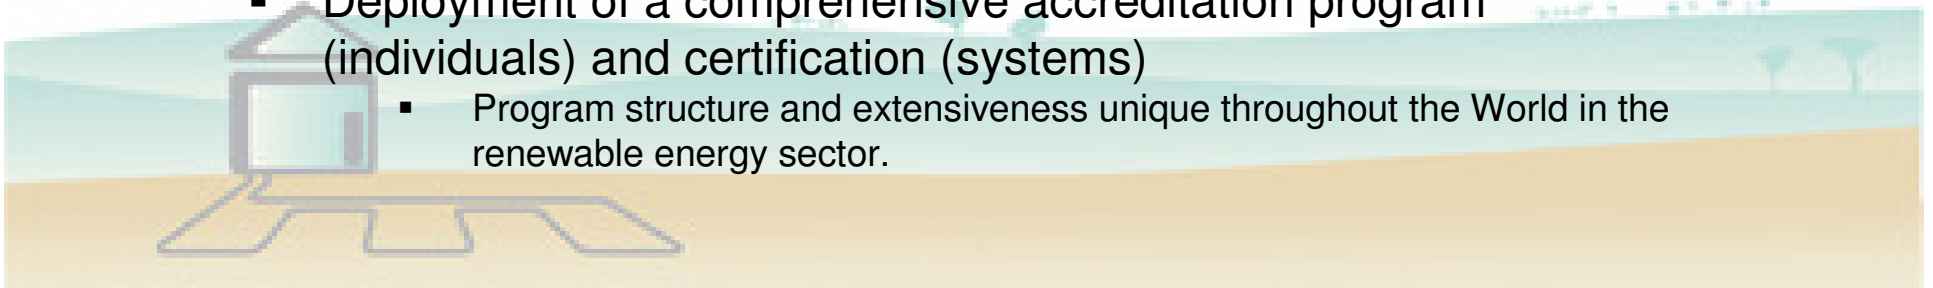 ▪ Deployment of a comprehensive accreditation program
(individuals) and certification (systems)
▪ Program structure and extensiveness unique throughout the World in the
renewable energy sector.